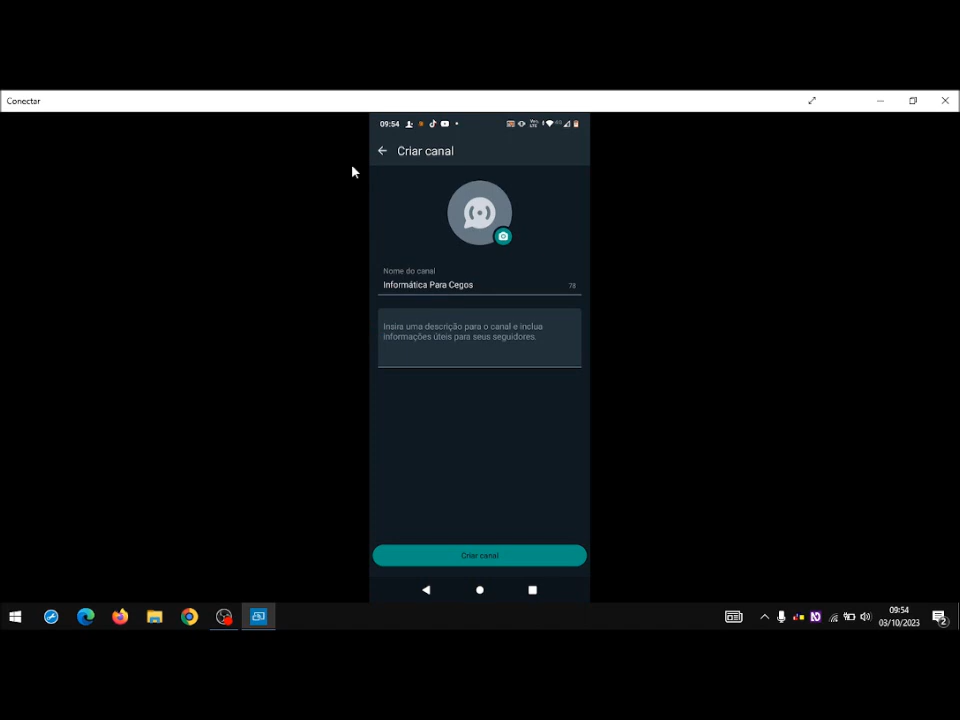 Conectar
09:54
Criar canal
Nome do canal
Informática Para Cegos
78
Insira uma descrição para o canal e inclua
informações úteis para seus seguidores.
Criar canal
09:54
03/10/2023
2